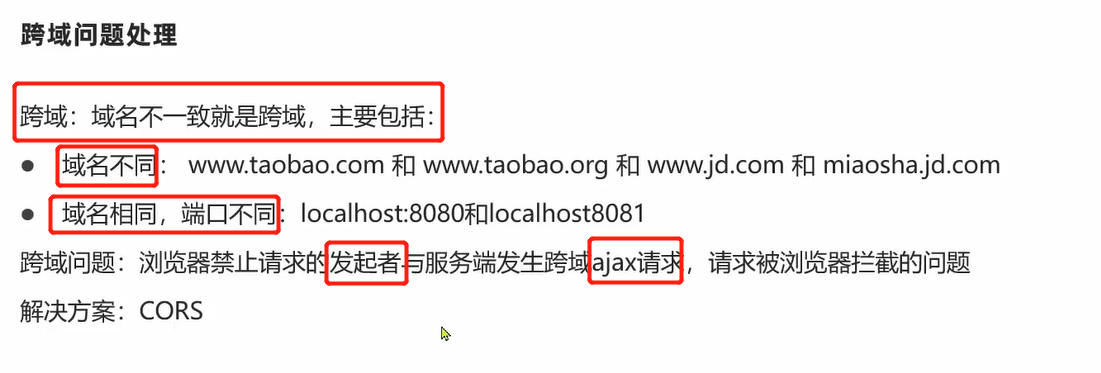 跨域问题处理
跨域：域名不一致就是跨域，主要包括：
● 域名不同： www.taobao.com 和 www.taobao.org 和 www.jd.com 和 miaosha.jd.com
● 域名相同，端口不同：localhost:8080和localhost8081
跨域问题：浏览器禁止请求的发起者与服务端发生跨域ajax请求，请求被浏览器拦截的问题
解决方案：CORS